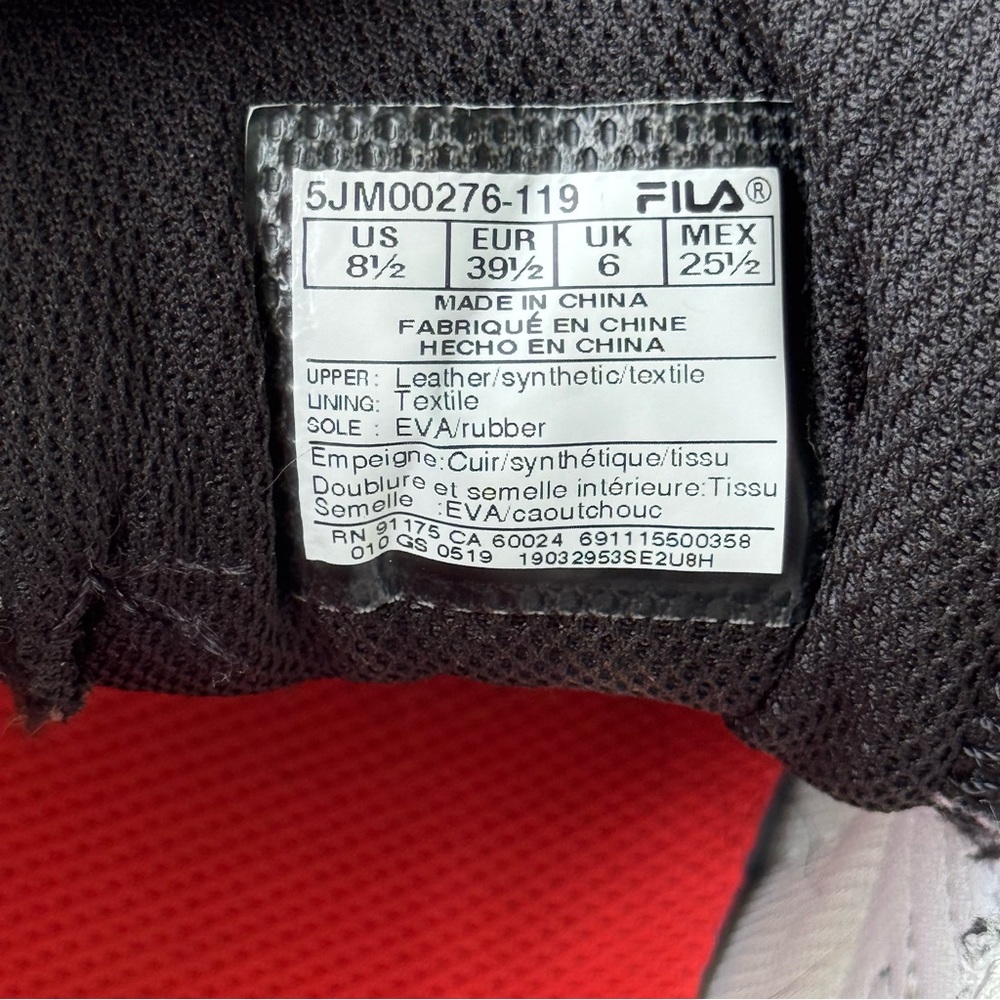 5JM00276-119 FILA®
US EUR UK MEX
8½ 39½ 6 25½
MADE IN CHINA
FABRIQUÉ EN CHINE
HECHO EN CHINA
UPPER: Leather/synthetic/textile
LINING: Textile
SOLE : EVA/rubber
Empeigne:Cuir/synthétique/tissu
Doublure et semelle intérieure:Tissu
Semelle :EVA/caoutchouc
RN 91175 CA 60024 691115500358
010 GS 0519 19032953SE2U8H